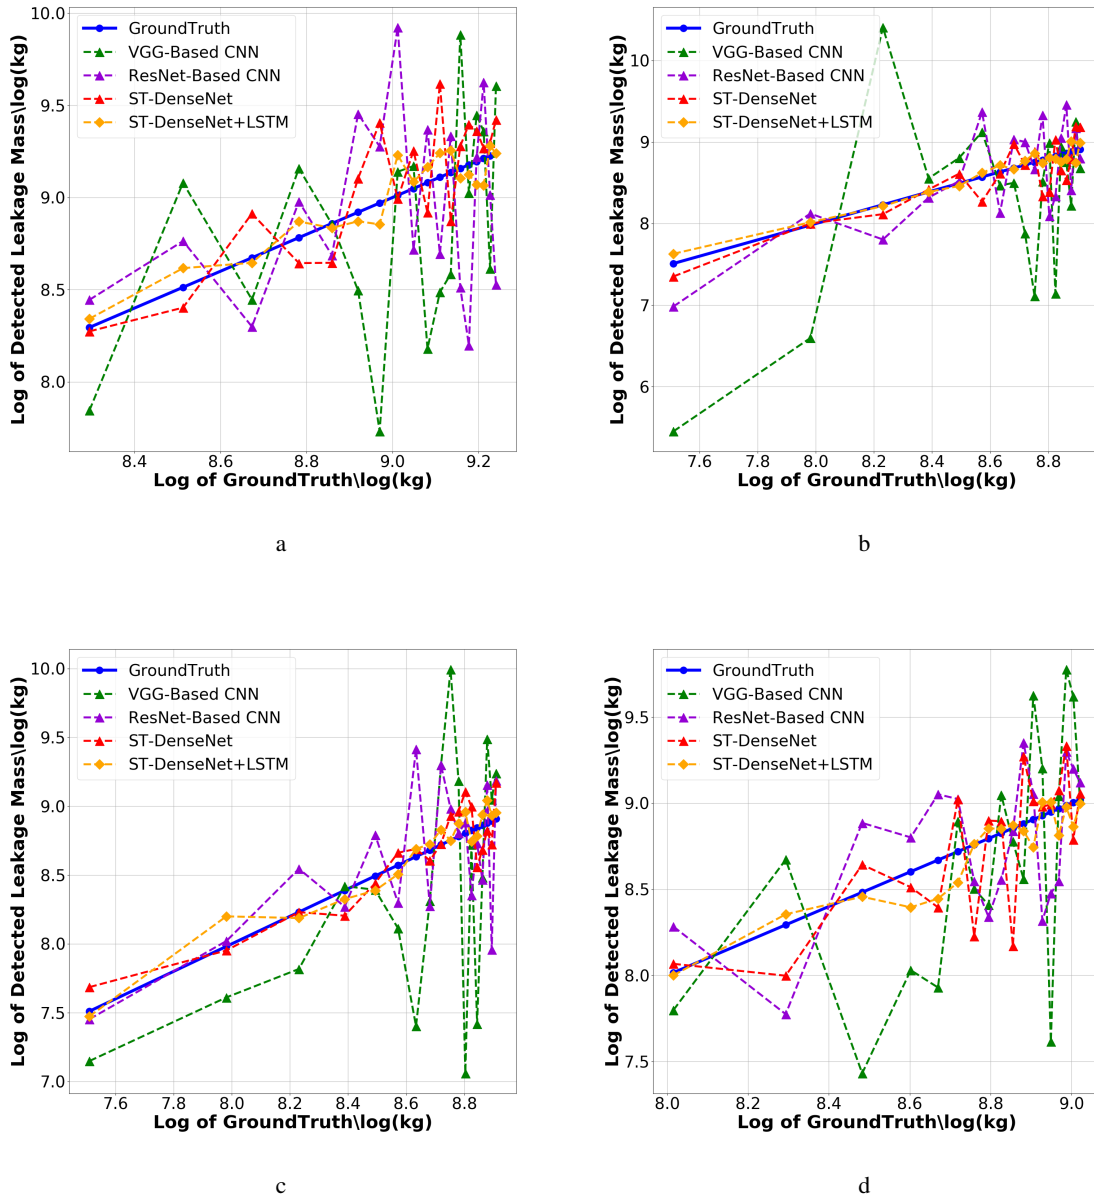 10.0
9.5
9.0
8.5
8.0
Log of Detected Leakage Mass\log(kg)
GroundTruth
VGG-Based CNN
ResNet-Based CNN
ST-DenseNet
ST-DenseNet+LSTM
8.4 8.6 8.8 9.0 9.2
Log of GroundTruth\log(kg)
a
10
9
8
7
6
Log of Detected Leakage Mass\log(kg)
GroundTruth
VGG-Based CNN
ResNet-Based CNN
ST-DenseNet
ST-DenseNet+LSTM
7.6 7.8 8.0 8.2 8.4 8.6 8.8
Log of GroundTruth\log(kg)
b
10.0
9.5
9.0
8.5
8.0
7.5
7.0
Log of Detected Leakage Mass\log(kg)
GroundTruth
VGG-Based CNN
ResNet-Based CNN
ST-DenseNet
ST-DenseNet+LSTM
7.6 7.8 8.0 8.2 8.4 8.6 8.8
Log of GroundTruth\log(kg)
c
9.5
9.0
8.5
8.0
7.5
Log of Detected Leakage Mass\log(kg)
GroundTruth
VGG-Based CNN
ResNet-Based CNN
ST-DenseNet
ST-DenseNet+LSTM
8.0 8.2 8.4 8.6 8.8 9.0
Log of GroundTruth\log(kg)
d